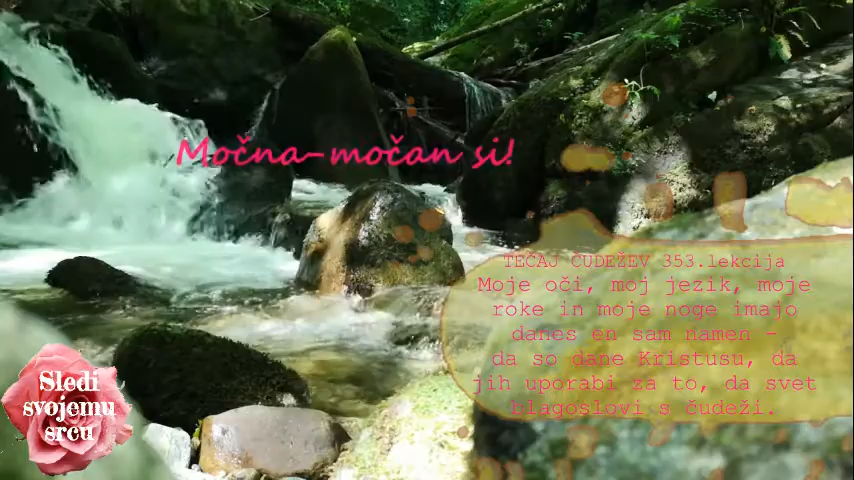 Močna-močan si!
TEČAJ ČUDEŽEV 353.lekcija
Moje oči, moj jezik, moje
roke in moje noge imajo
danes en sam namen -
da so dane Kristusu, da
jih uporabi za to, da svet
blagoslovi s čudeži.
Sledi
svojemu
srcu